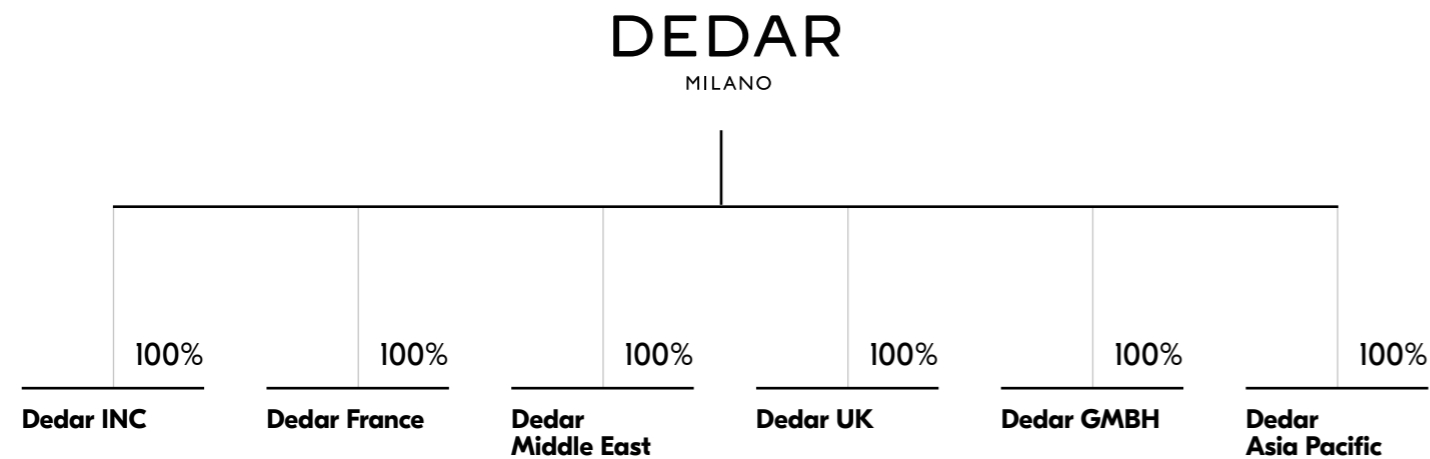 DEDAR
MILANO
100% 100% 100% 100% 100% 100%
Dedar INC Dedar France Dedar Dedar UK Dedar GMBH Dedar
Middle East Asia Pacific